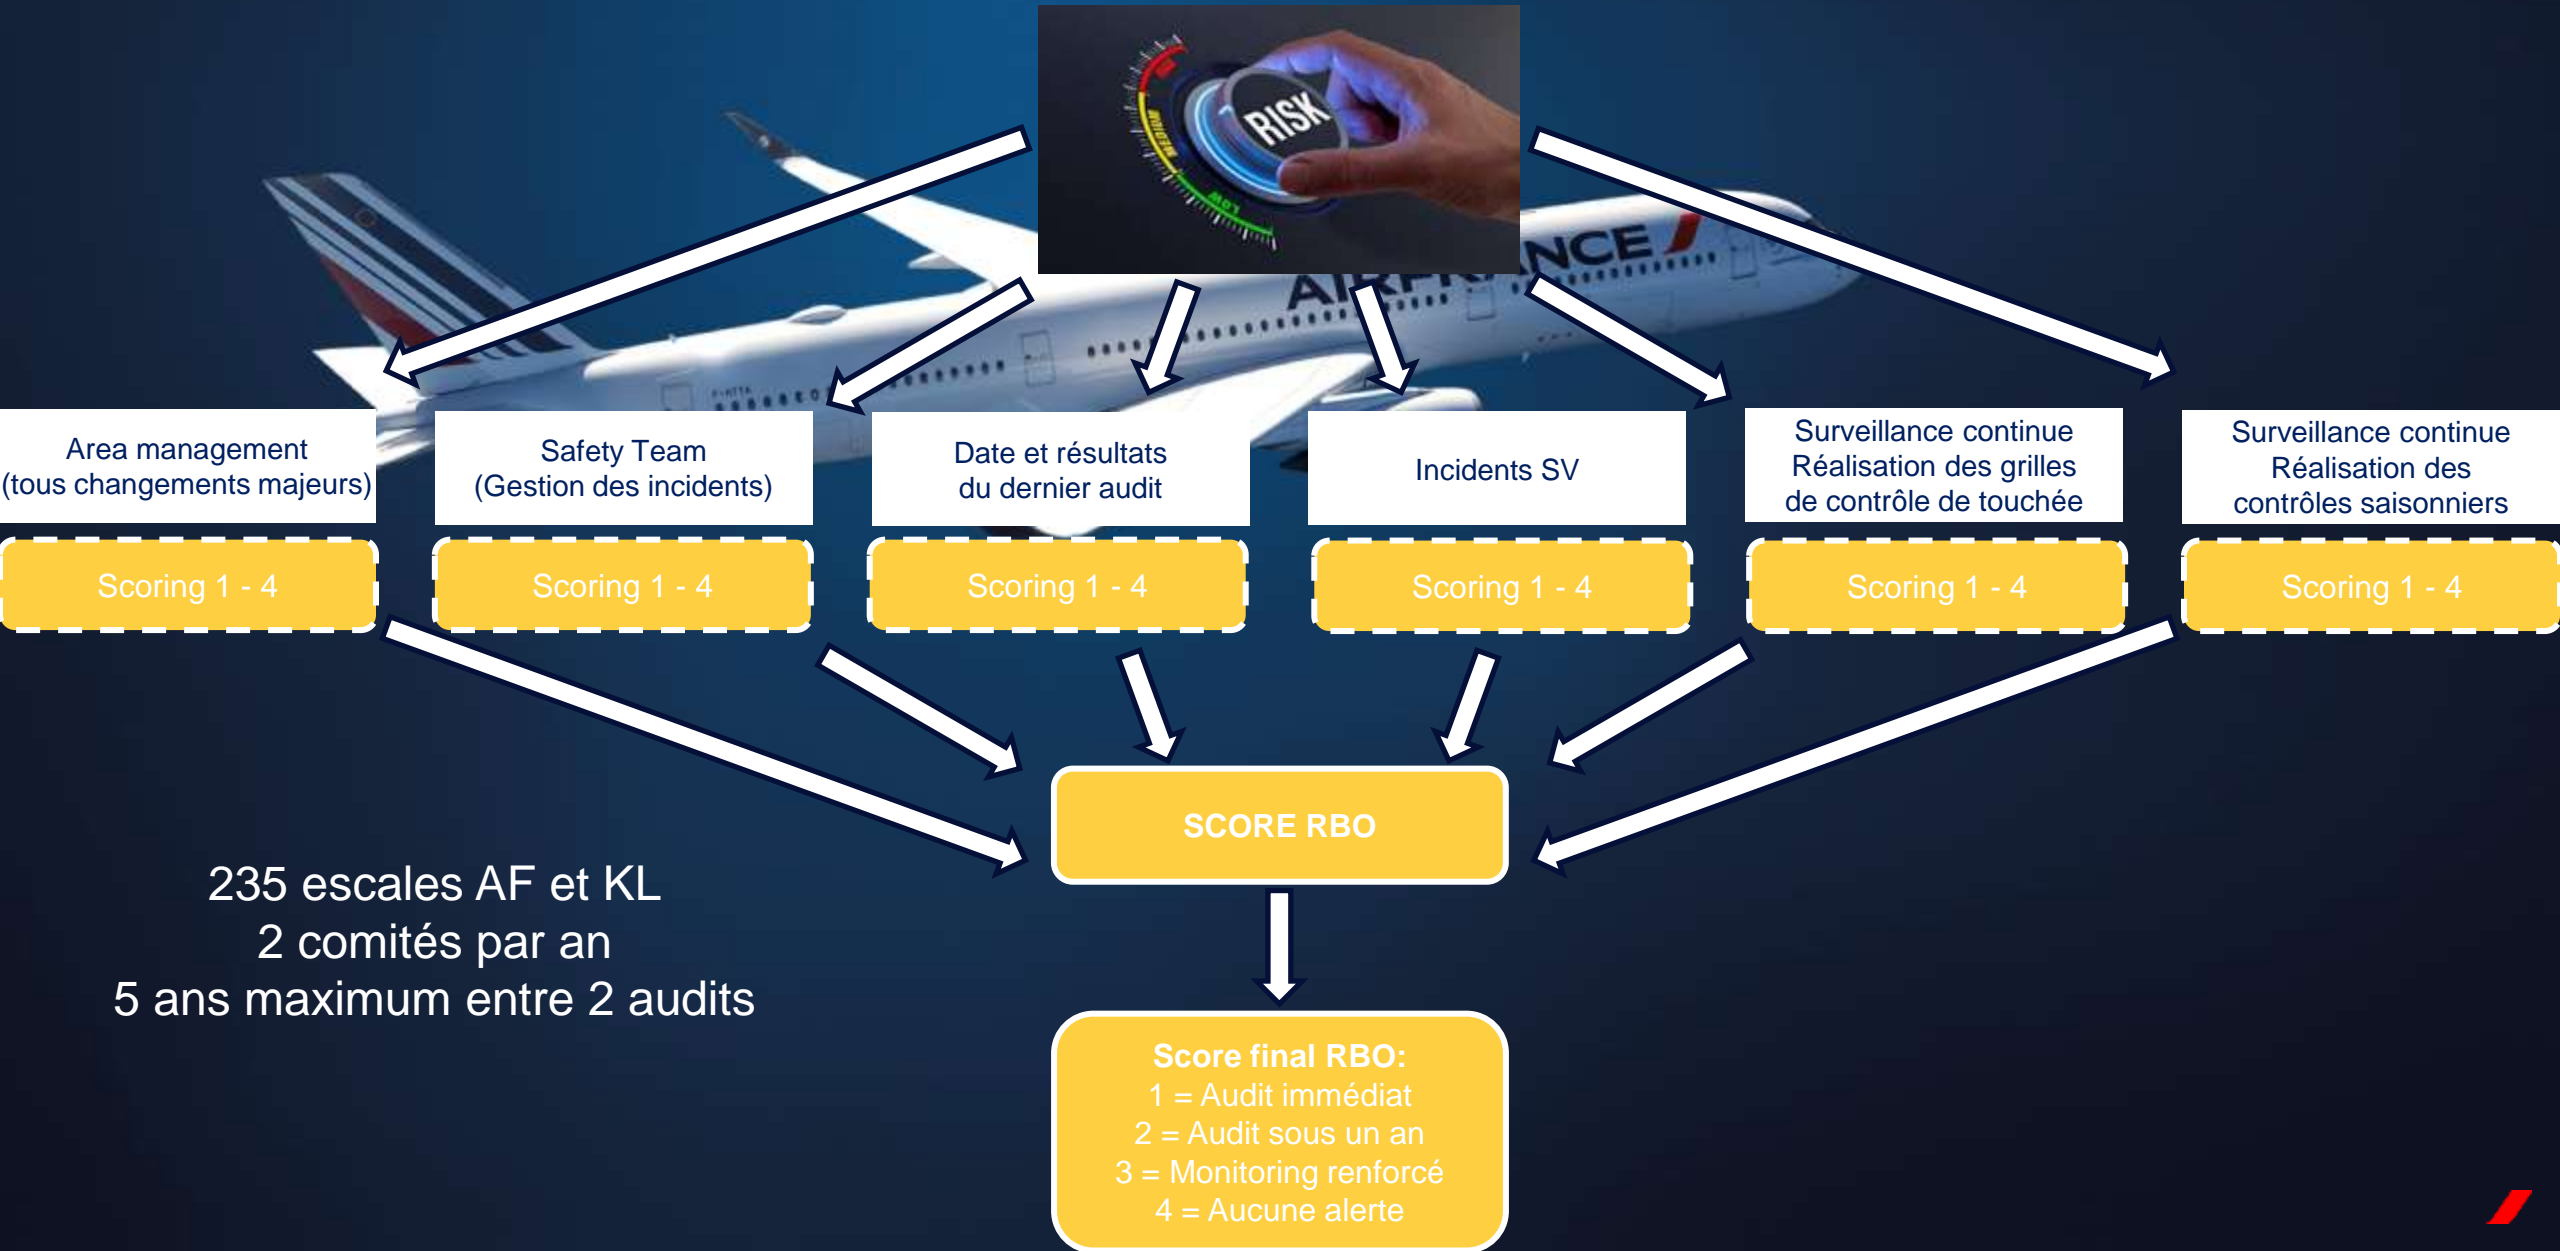 RISK
MEDIUM
LOW
F-HTYA
Area management
(tous changements majeurs)
Safety Team
(Gestion des incidents)
Date et résultats
du dernier audit
Incidents SV
Surveillance continue
Réalisation des grilles
de contrôle de touchée
Surveillance continue
Réalisation des
contrôles saisonniers
Scoring 1 - 4
Scoring 1 - 4
Scoring 1 - 4
Scoring 1 - 4
Scoring 1 - 4
Scoring 1 - 4
SCORE RBO
235 escales AF et KL
2 comités par an
5 ans maximum entre 2 audits
Score final RBO:
1 = Audit immédiat
2 = Audit sous un an
3 = Monitoring renforcé
4 = Aucune alerte